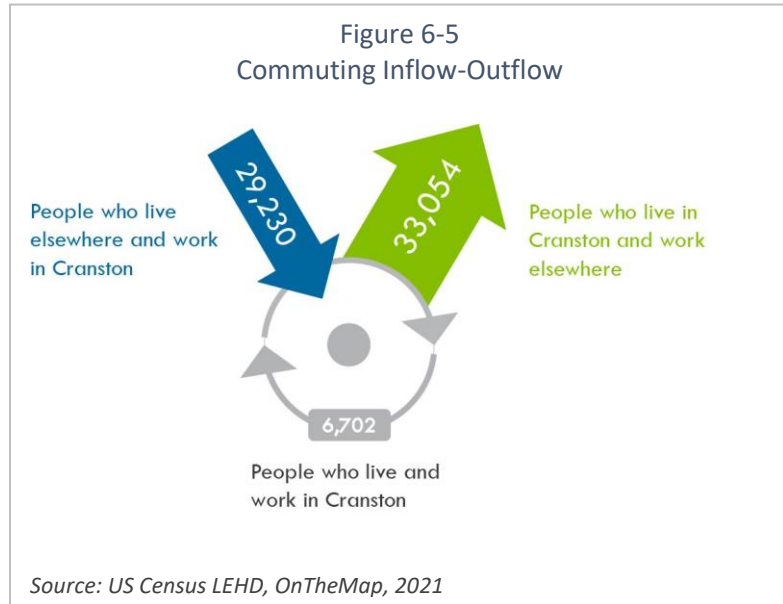 Figure 6-5
Commuting Inflow-Outflow
29,230
33,054
People who live
elsewhere and work
in Cranston
People who live in
Cranston and work
elsewhere
6,702
People who live and
work in Cranston
Source: US Census LEHD, OnTheMap, 2021